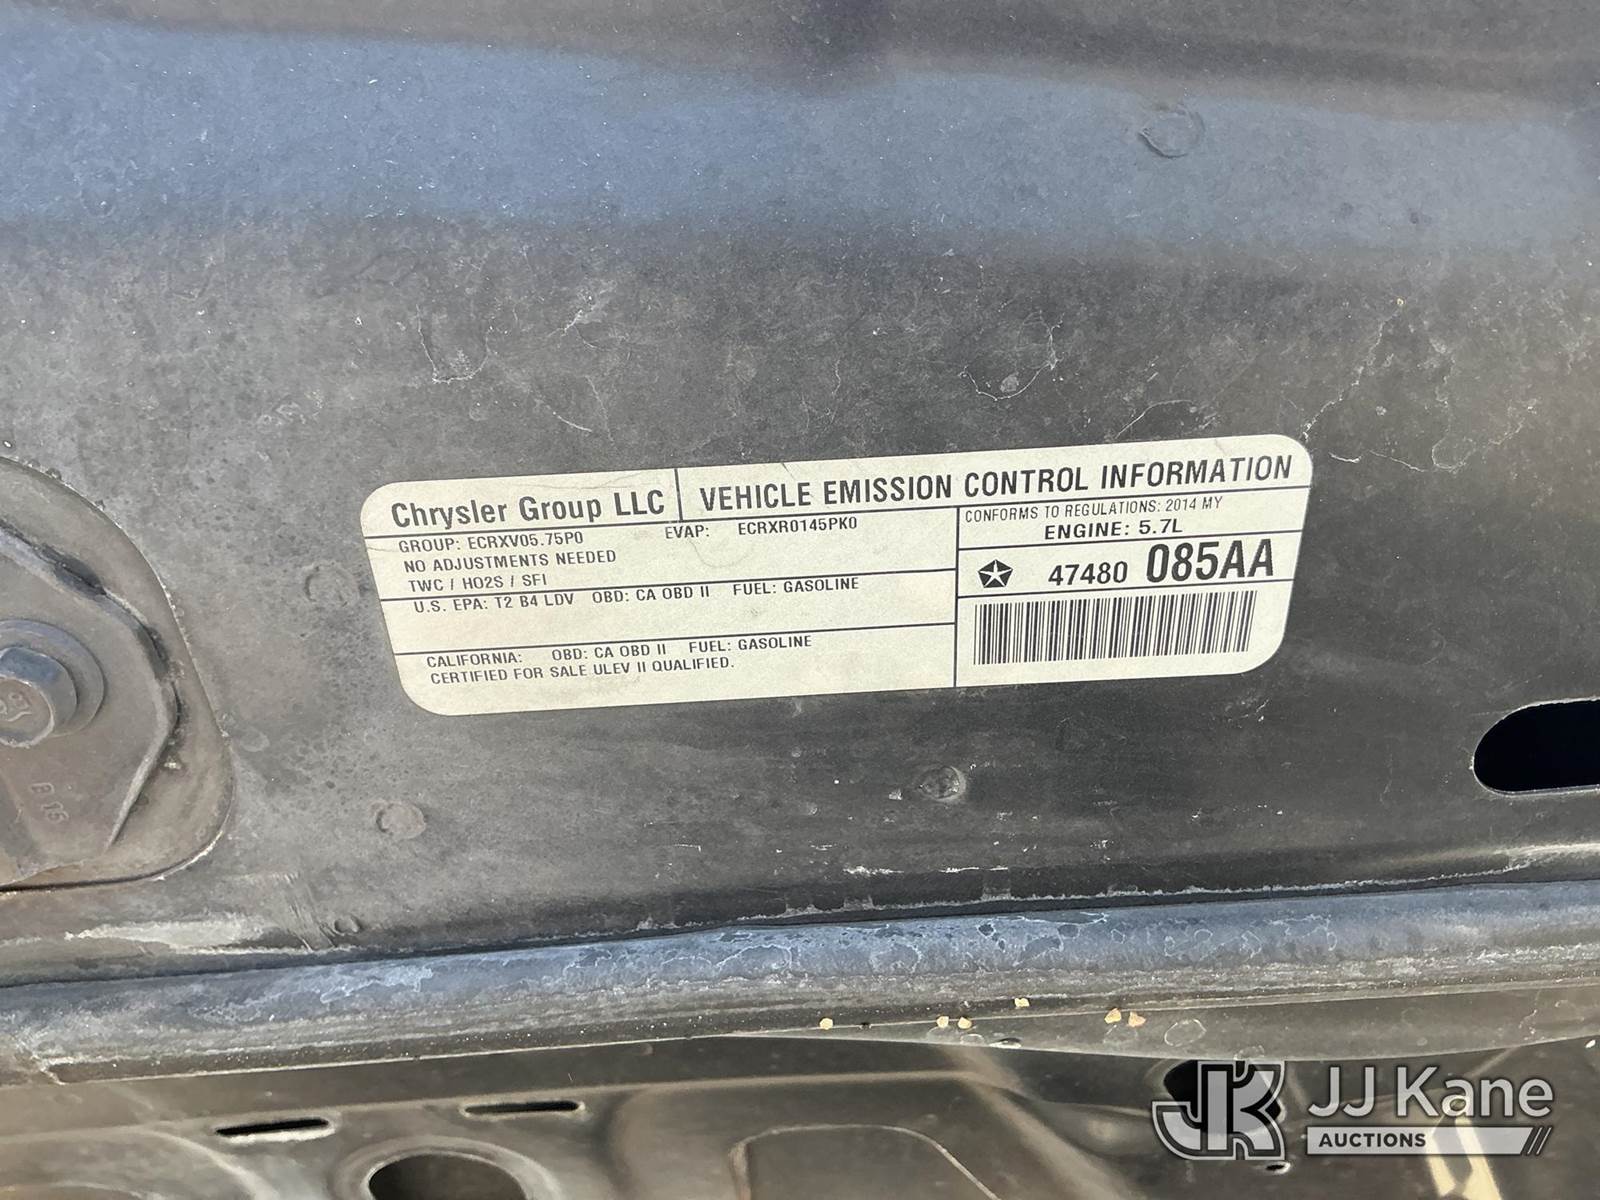 Chrysler Group LLC
VEHICLE EMISSION CONTROL INFORMATION
GROUP: ECRXV05.75P0
EVAP: ECRXR0145PK0
NO ADJUSTMENTS NEEDED
TWC / HO2S / SFI
U.S. EPA: T2 B4 LDV OBD: CA OBD II FUEL: GASOLINE
CALIFORNIA: OBD: CA OBD II FUEL: GASOLINE
CERTIFIED FOR SALE ULEV II QUALIFIED.
CONFORMS TO REGULATIONS: 2014 MY
ENGINE: 5.7L
47480 085AA
B 15
JK JJ Kane
AUCTIONS